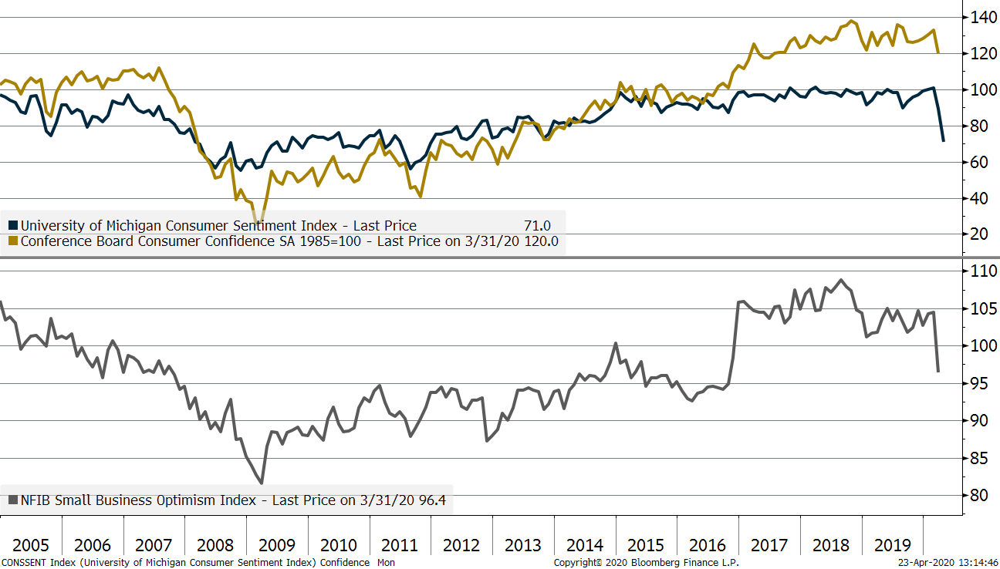 140
120
100
80
60
40
20
University of Michigan Consumer Sentiment Index - Last Price 71.0
Conference Board Consumer Confidence SA 1985=100 - Last Price on 3/31/20 120.0
110
105
100
95
90
85
80
NFIB Small Business Optimism Index - Last Price on 3/31/20 96.4
2005 2006 2007 2008 2009 2010 2011 2012 2013 2014 2015 2016 2017 2018 2019
CONSSENT Index (University of Michigan Consumer Sentiment Index) Confidence Mon Copyright© 2020 Bloomberg Finance L.P. 23-Apr-2020 13:14:46